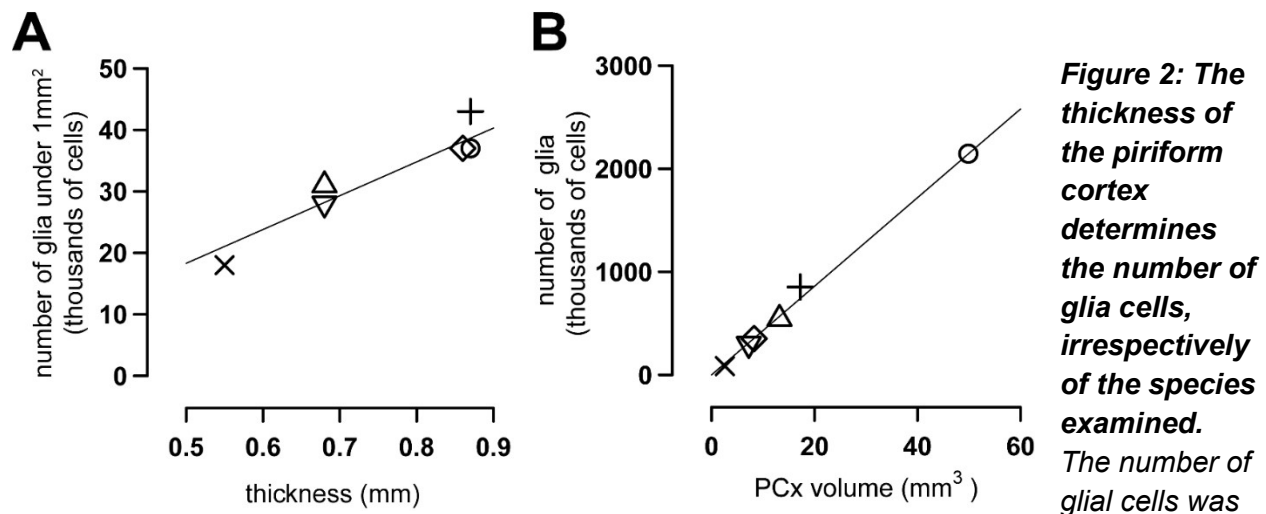 A
number of glia under 1mm²
(thousands of cells)
50
40
30
20
10
0
0.5 0.6 0.7 0.8 0.9
thickness (mm)
B
number of glia
(thousands of cells)
3000
2000
1000
0
0 20 40 60
PCx volume (mm³ )
Figure 2: The
thickness of
the piriform
cortex
determines
the number of
glia cells,
irrespectively
of the species
examined.
The number of
glial cells was